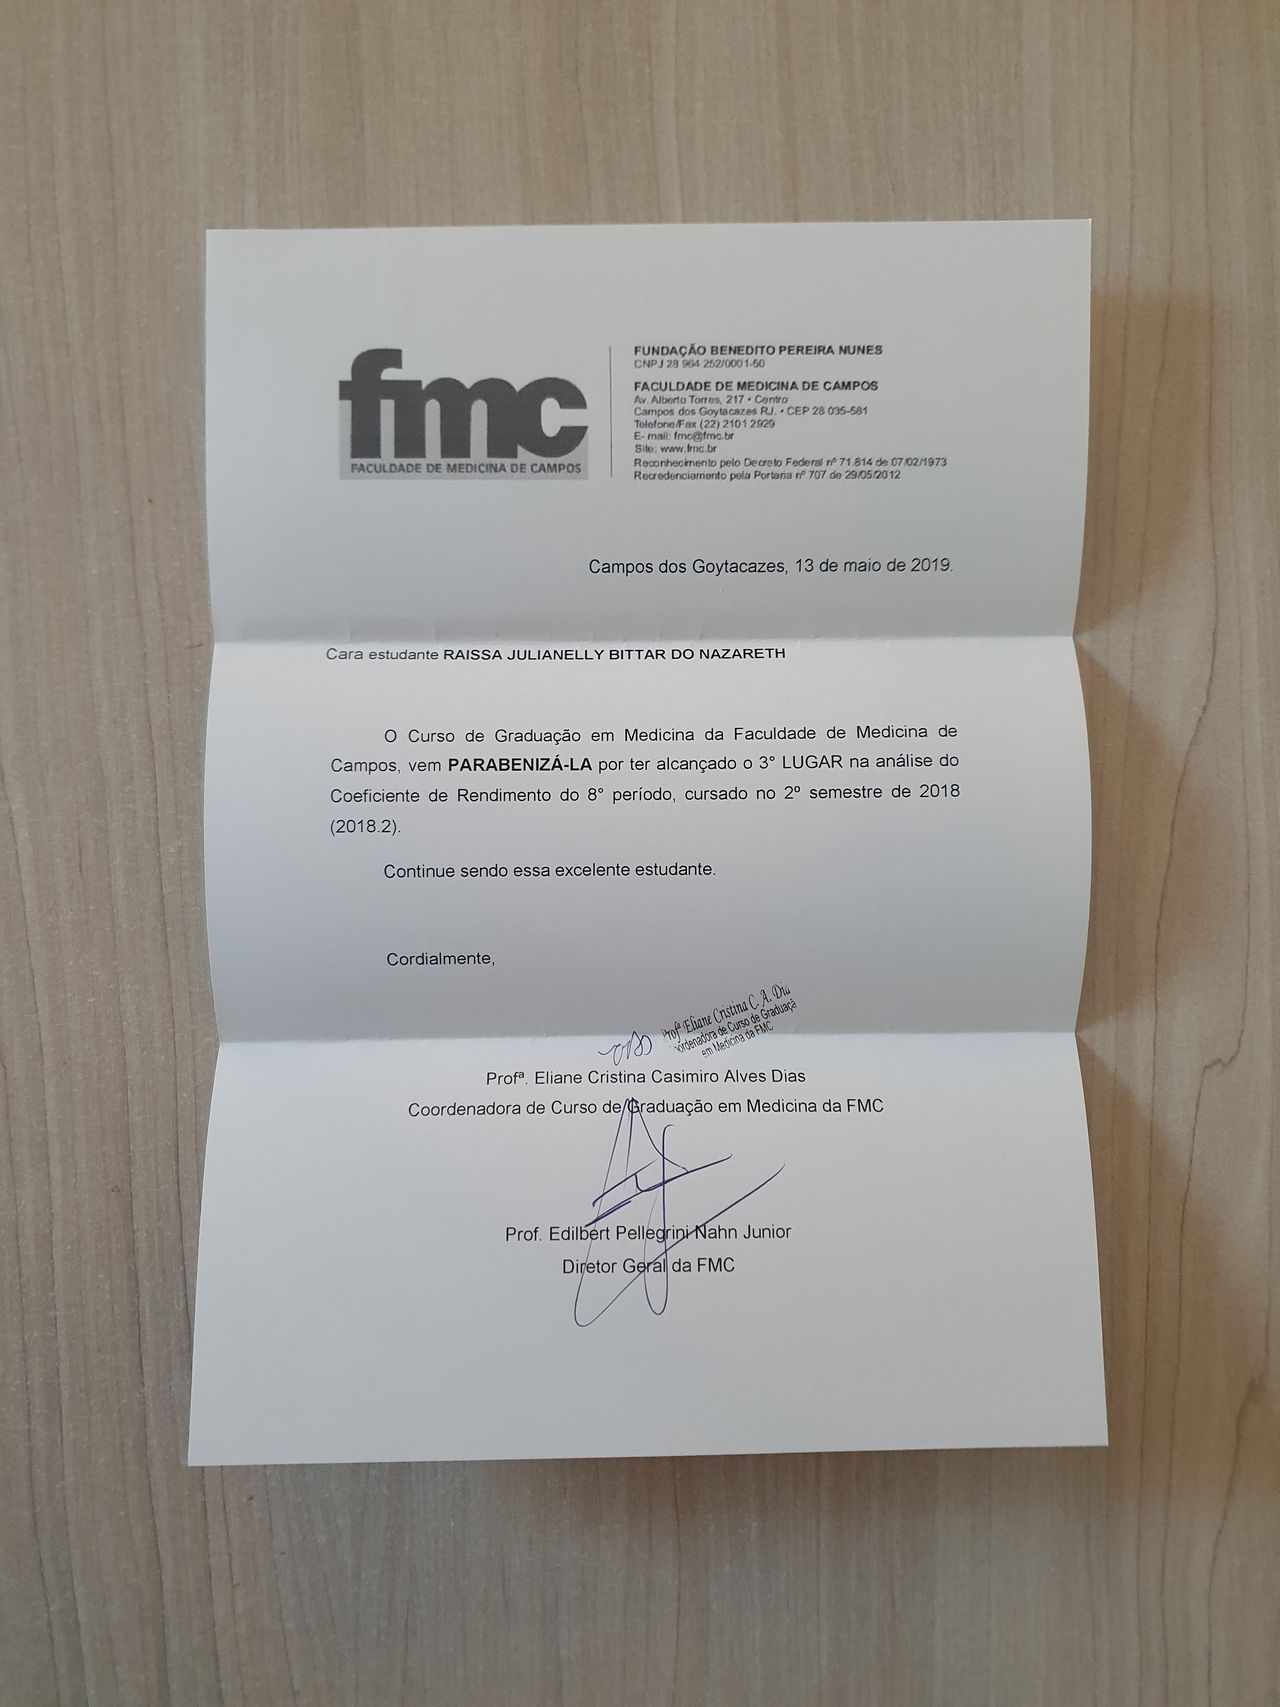 fmc
FACULDADE DE MEDICINA DE CAMPOS
FUNDAÇÃO BENEDITO PEREIRA NUNES
CNPJ 28 964 252/0001-50
FACULDADE DE MEDICINA DE CAMPOS
Av. Alberto Torres, 217 • Centro
Campos dos Goytacazes RJ. • CEP 28 035-581
Telefone/Fax (22) 2101 2929
E- mail: fmc@fmc.br
Site: www.fmc.br
Reconhecimento pelo Decreto Federal nº 71.814 de 07/02/1973
Recredenciamento pela Portaria nº 707 de 29/05/2012
Campos dos Goytacazes, 13 de maio de 2019.
Cara estudante RAISSA JULIANELLY BITTAR DO NAZARETH
O Curso de Graduação em Medicina da Faculdade de Medicina de
Campos, vem PARABENIZÁ-LA por ter alcançado o 3° LUGAR na análise do
Coeficiente de Rendimento do 8° período, cursado no 2º semestre de 2018
(2018.2).
Continue sendo essa excelente estudante.
Cordialmente,
Profª Eliane Cristina C. A. Dia
ordenadora de Curso de Graduaçã
em Medicina da FMC
Profª. Eliane Cristina Casimiro Alves Dias
Coordenadora de Curso de Graduação em Medicina da FMC
Prof. Edilbert Pellegrini Nahn Junior
Diretor Geral da FMC